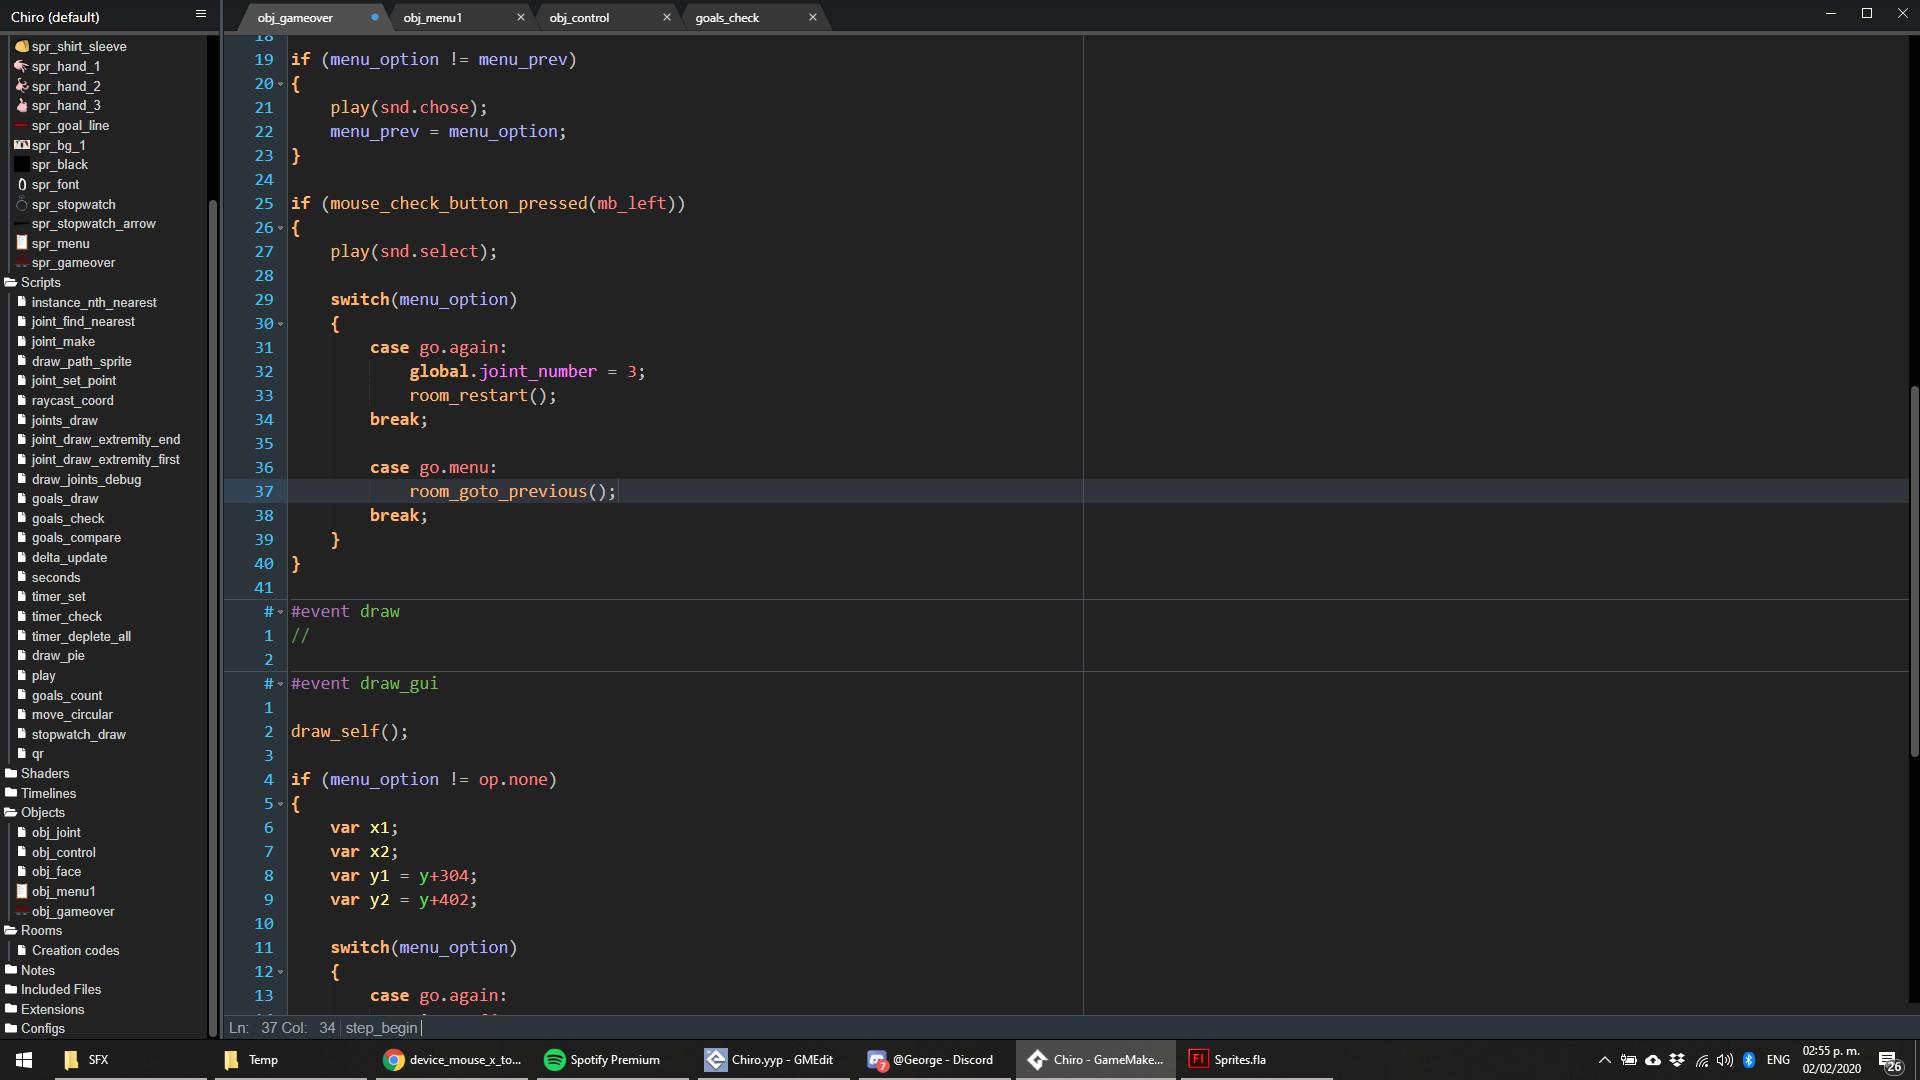 Chiro (default)
obj_gameover
obj_menu1
obj_control
goals_check
spr_shirt_sleeve
spr_hand_1
spr_hand_2
spr_hand_3
spr_goal_line
spr_bg_1
spr_black
spr_font
spr_stopwatch
spr_stopwatch_arrow
spr_menu
spr_gameover
Scripts
instance_nth_nearest
joint_find_nearest
joint_make
draw_path_sprite
joint_set_point
raycast_coord
joints_draw
joint_draw_extremity_end
joint_draw_extremity_first
draw_joints_debug
goals_draw
goals_check
goals_compare
delta_update
seconds
timer_set
timer_check
timer_deplete_all
draw_pie
play
goals_count
move_circular
stopwatch_draw
qr
Shaders
Timelines
Objects
obj_joint
obj_control
obj_face
obj_menu1
obj_gameover
Rooms
Creation codes
Notes
Included Files
Extensions
Configs
18
19 if (menu_option != menu_prev)
20 {
21 play(snd.chose);
22 menu_prev = menu_option;
23 }
24
25 if (mouse_check_button_pressed(mb_left))
26 {
27 play(snd.select);
28
29 switch(menu_option)
30 {
31 case go.again:
32 global.joint_number = 3;
33 room_restart();
34 break;
35
36 case go.menu:
37 room_goto_previous();
38 break;
39 }
40 }
41
# #event draw
1 //
2
# #event draw_gui
1
2 draw_self();
3
4 if (menu_option != op.none)
5 {
6 var x1;
7 var x2;
8 var y1 = y+304;
9 var y2 = y+402;
10
11 switch(menu_option)
12 {
13 case go.again:
Ln: 37 Col: 34 step_begin
SFX
Temp
device_mouse_x_to...
Spotify Premium
Chiro.yyp - GMEdit
7
@George - Discord
Chiro - GameMake...
Fl
Sprites.fla
ENG
02:55 p. m.
02/02/2020
26